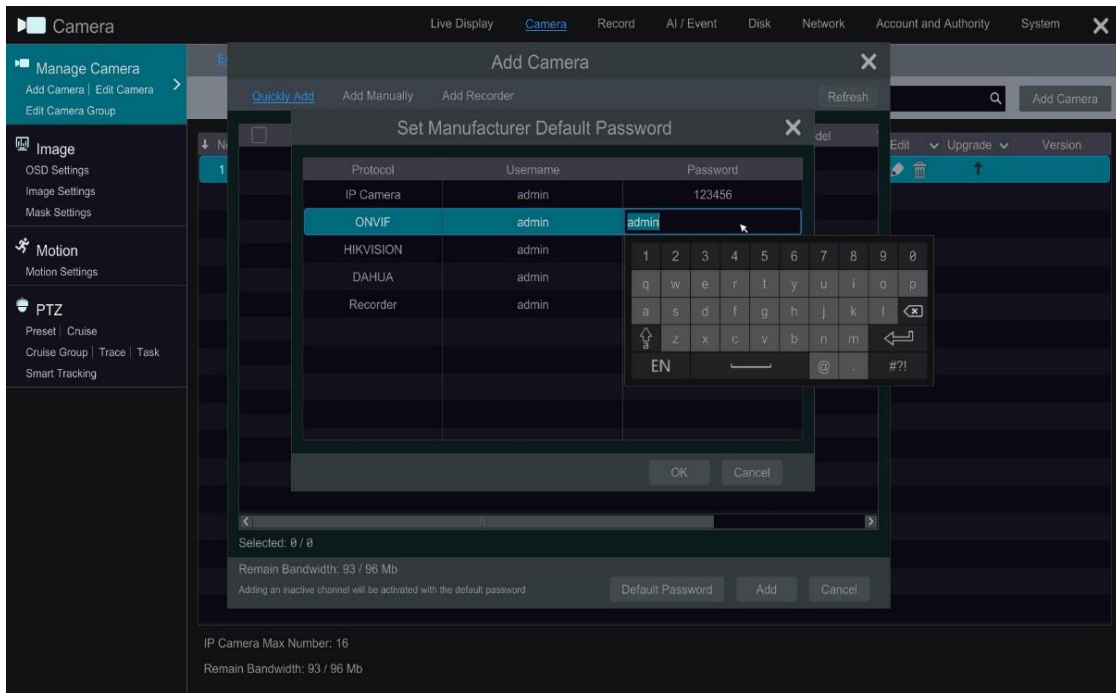 Camera
Live Display Camera Record AI / Event Disk Network Account and Authority System
Manage Camera
Add Camera | Edit Camera
Edit Camera Group
Image
OSD Settings
Image Settings
Mask Settings
Motion
Motion Settings
PTZ
Preset | Cruise
Cruise Group | Trace | Task
Smart Tracking
Add Camera
Add Camera
Quickly Add Add Manually Add Recorder Refresh
Edit Upgrade Version
1
Set Manufacturer Default Password
Protocol Username Password
IP Camera admin 123456
ONVIF admin admin
HIKVISION admin
DAHUA admin
Recorder admin
1 2 3 4 5 6 7 8 9 0
q w e r t y u i o p
a s d f g h j k l
z x c v b n m
EN @ . #?!
OK Cancel
Selected: 0 / 0
Remain Bandwidth: 93 / 96 Mb
Adding an inactive channel will be activated with the default password
Default Password Add Cancel
IP Camera Max Number: 16
Remain Bandwidth: 93 / 96 Mb